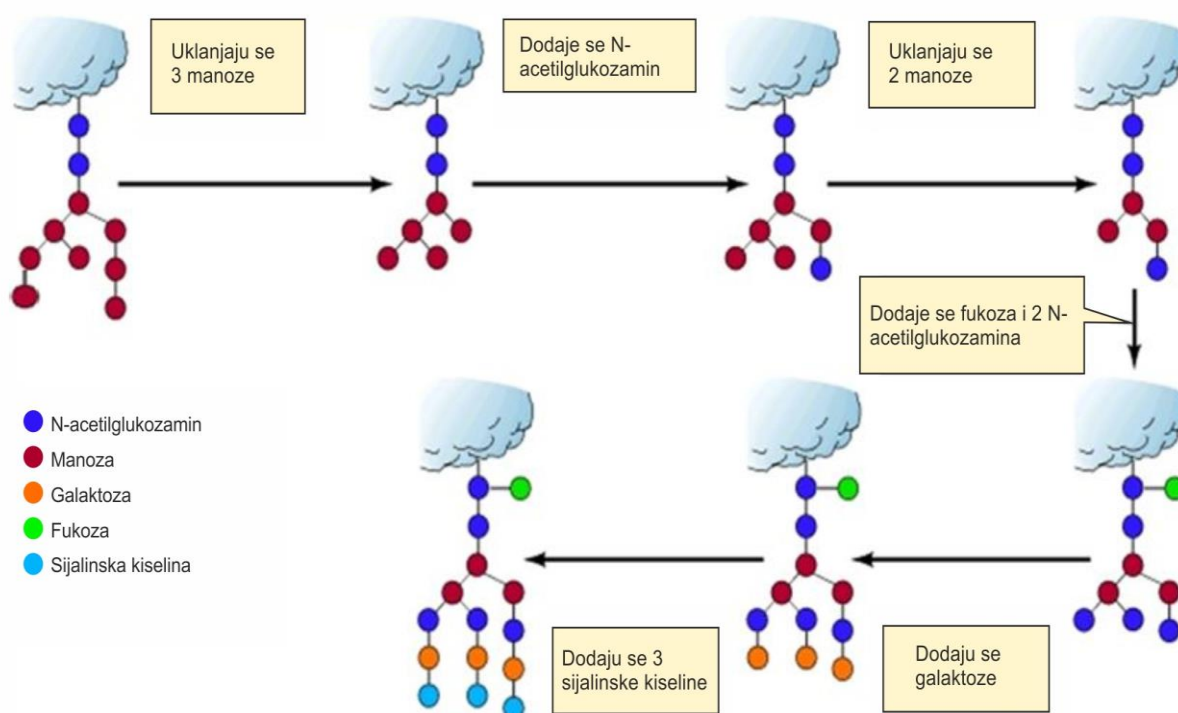 Uklanjaju se
3 manoze
Dodaje se N-
acetilglukozamin
Uklanjaju se
2 manoze
Dodaje se fukoza i 2 N-
acetilglukozamina
N-acetilglukozamin
Manoza
Galaktoza
Fukoza
Sijalinska kiselina
Dodaju se 3
sijalinske kiseline
Dodaju se
galaktoze